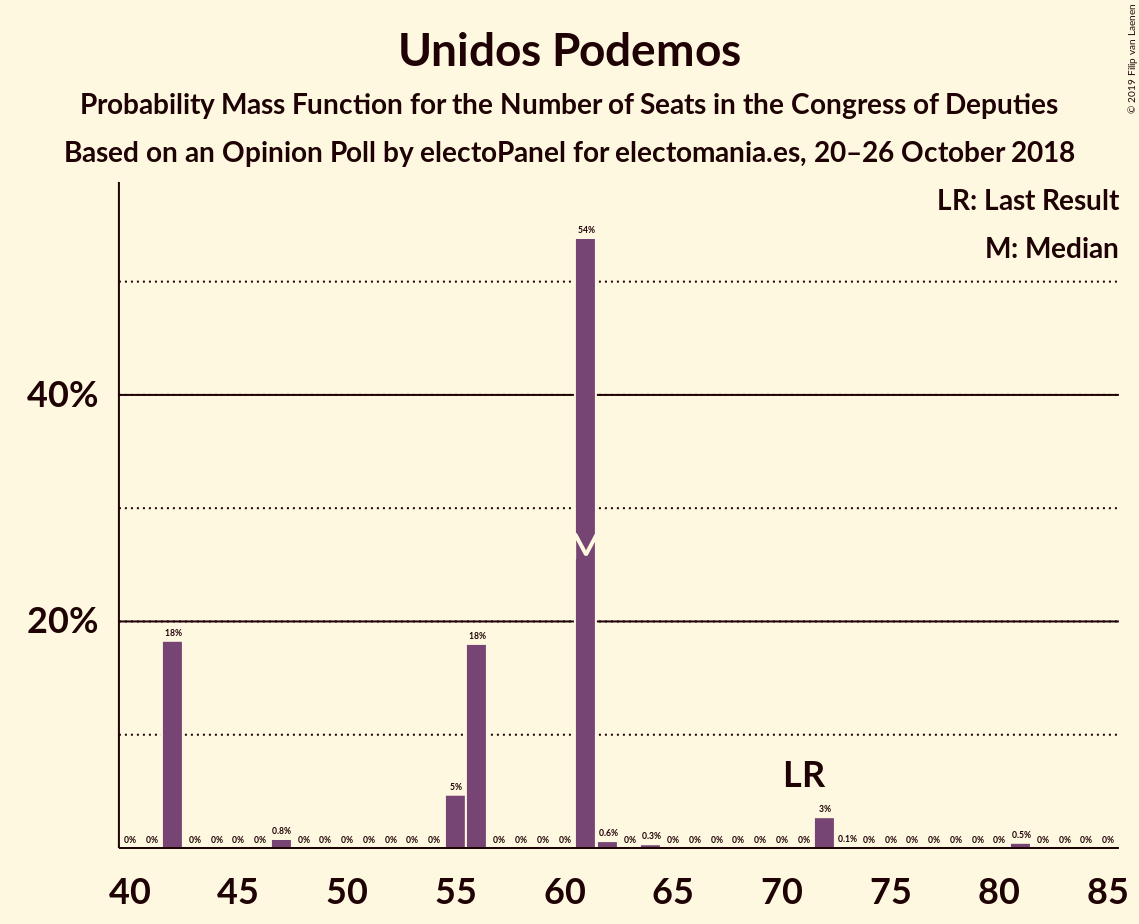 Unidos Podemos
Probability Mass Function for the Number of Seats in the Congress of Deputies
Based on an Opinion Poll by electoPanel for electomania.es, 20–26 October 2018
© 2019 Filip van Laenen
LR: Last Result
M: Median
54%
40%
20%
18%
18%
LR
5%
3%
0% 0% 0% 0% 0% 0% 0.8% 0% 0% 0% 0% 0% 0% 0% 0% 0% 0% 0% 0.6% 0% 0.3% 0% 0% 0% 0% 0% 0% 0% 0.1% 0% 0% 0% 0% 0% 0% 0% 0.5% 0% 0% 0% 0%
40 45 50 55 60 65 70 75 80 85